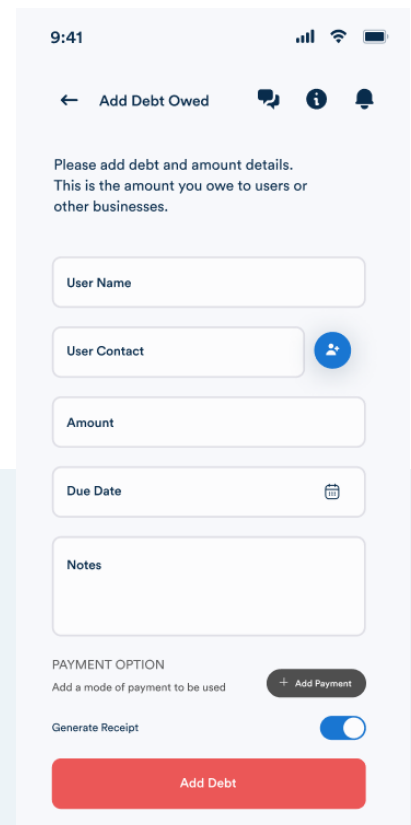 9:41
Add Debt Owed
Please add debt and amount details.
This is the amount you owe to users or
other businesses.
User Name
User Contact
Amount
Due Date
Notes
PAYMENT OPTION
Add a mode of payment to be used
+ Add Payment
Generate Receipt
Add Debt